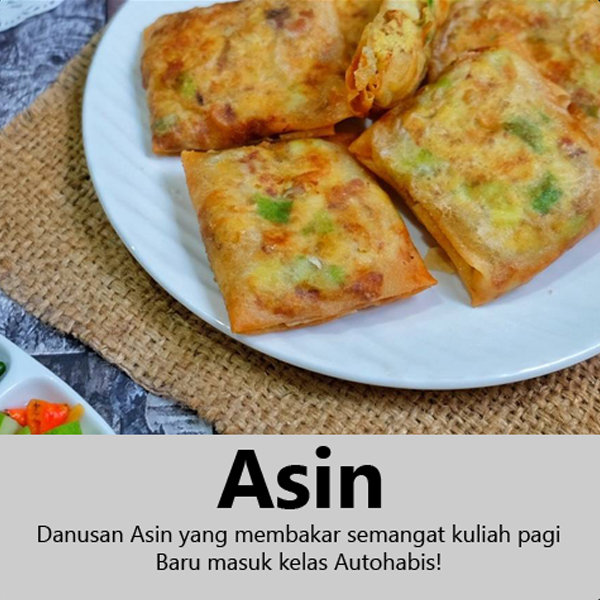 Asin
Danusan Asin yang membakar semangat kuliah pagi
Baru masuk kelas Autohabis!